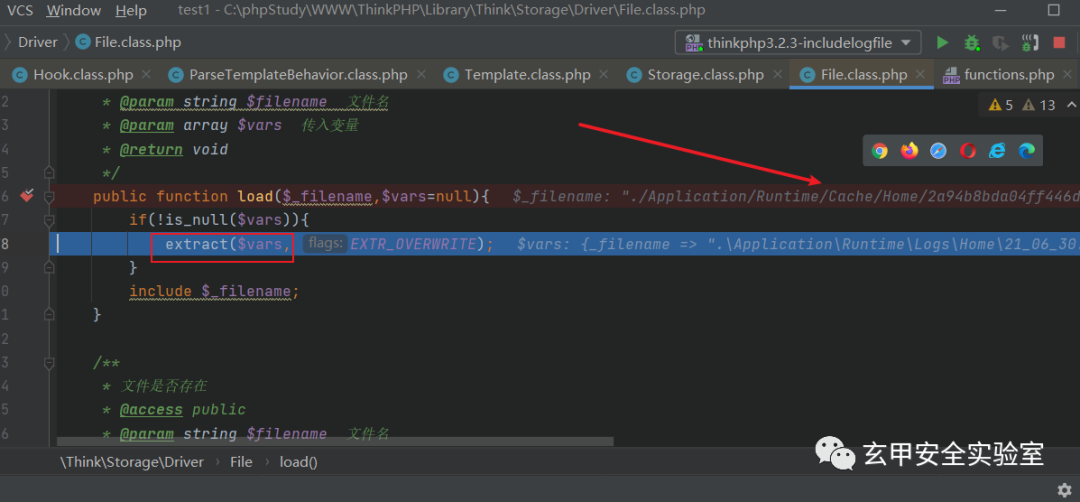 VCS Window Help test1 - C:\phpStudy\WWW\ThinkPHP\Library\Think\Storage\Driver\File.class.php
Driver File.class.php thinkphp3.2.3-includelogfile
Hook.class.php ParseTemplateBehavior.class.php Template.class.php Storage.class.php File.class.php functions.php
2 * @param string $filename 文件名 5 13
3 * @param array $vars 传入变量
4 * @return void
5 */
6 public function load($_filename,$vars=null){ $_filename: "./Application/Runtime/Cache/Home/2a94b8bda04ff446d
7 if(!is_null($vars)){
8 extract($vars, flags: EXTR_OVERWRITE); $vars: {_filename => ".\Application\Runtime\Logs\Home\21_06_30.
9 }
0 include $_filename;
1 }
2
3 /**
4 * 文件是否存在
5 * @access public
6 * @param string $filename 文件名
\Think\Storage\Driver › File › load()
玄甲安全实验室